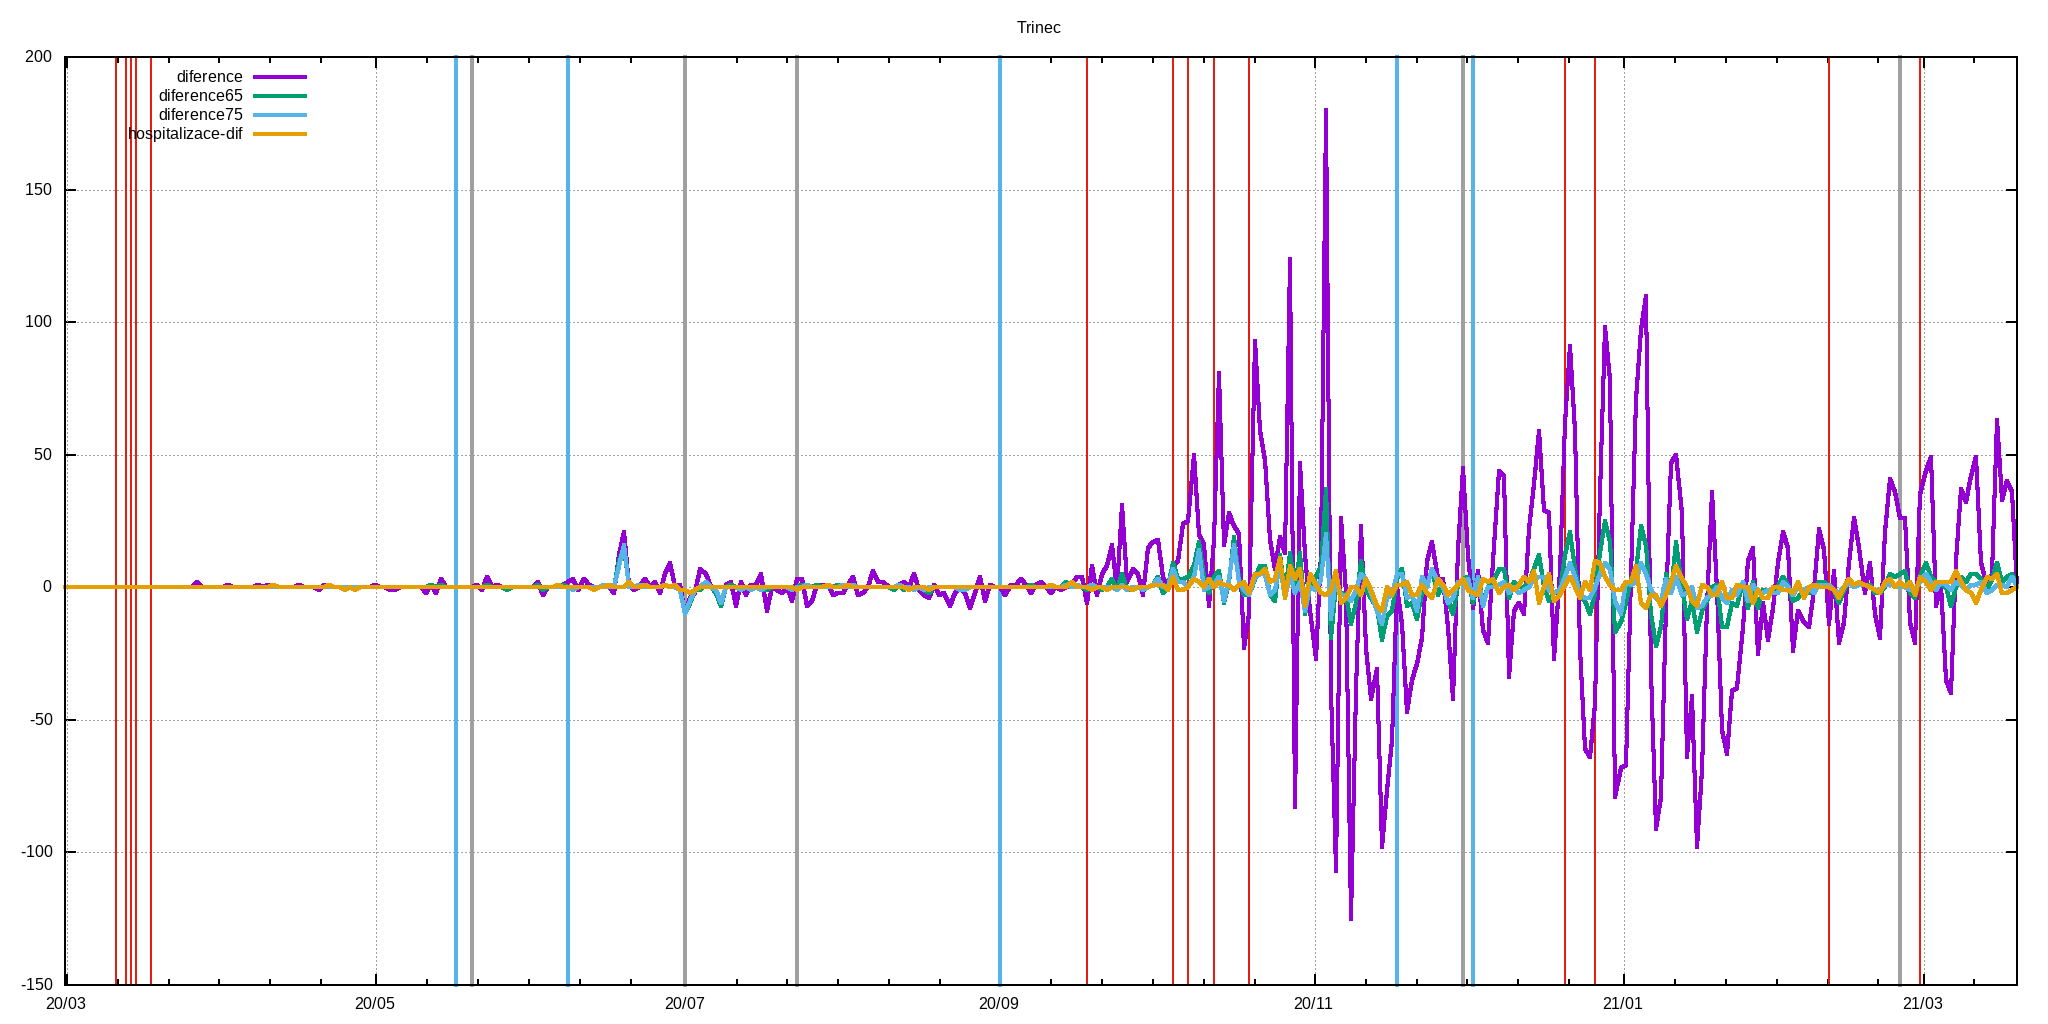 Trinec
200
diference
diference65
diference75
hospitalizace-dif
150
100
50
0
-50
-100
-150
20/03 20/05 20/07 20/09 20/11 21/01 21/03